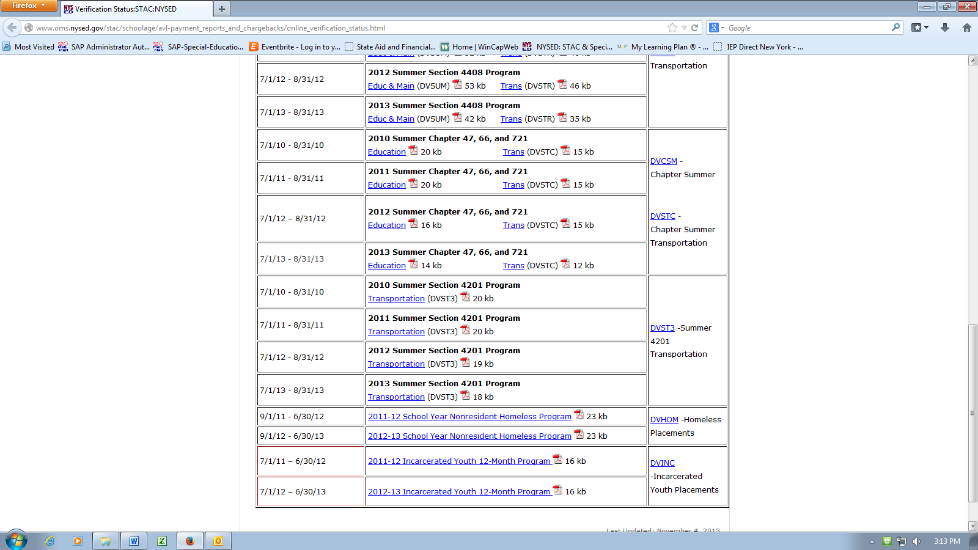 Firefox
Verification Status:STAC:NYSED
www.oms.nysed.gov/stac/schoolage/avl-payment_reports_and_chargebacks/online_verification_status.html
Google
Most Visited SAP Administrator Aut... SAP-Special-Education... Eventbrite - Log in to y... State Aid and Financial... Home | WinCapWeb NYSED: STAC & Speci... My Learning Plan ® - ... IEP Direct New York - ...
Transportation
7/1/12 - 8/31/12
2012 Summer Section 4408 Program
Educ & Main (DVSUM) 53 kb Trans (DVSTR) 46 kb
7/1/13 - 8/31/13
2013 Summer Section 4408 Program
Educ & Main (DVSUM) 42 kb Trans (DVSTR) 35 kb
7/1/10 - 8/31/10
2010 Summer Chapter 47, 66, and 721
Education 20 kb Trans (DVSTC) 15 kb
7/1/11 - 8/31/11
2011 Summer Chapter 47, 66, and 721
Education 20 kb Trans (DVSTC) 15 kb
7/1/12 – 8/31/12
2012 Summer Chapter 47, 66, and 721
Education 16 kb Trans (DVSTC) 15 kb
7/1/13 - 8/31/13
2013 Summer Chapter 47, 66, and 721
Education 14 kb Trans (DVSTC) 12 kb
DVCSM -
Chapter Summer
DVSTC -
Chapter Summer
Transportation
7/1/10 - 8/31/10
2010 Summer Section 4201 Program
Transportation (DVST3) 20 kb
7/1/11 - 8/31/11
2011 Summer Section 4201 Program
Transportation (DVST3) 20 kb
7/1/12 - 8/31/12
2012 Summer Section 4201 Program
Transportation (DVST3) 19 kb
7/1/13 - 8/31/13
2013 Summer Section 4201 Program
Transportation (DVST3) 18 kb
DVST3 -Summer
4201
Transportation
9/1/11 - 6/30/12
2011-12 School Year Nonresident Homeless Program 23 kb
9/1/12 - 6/30/13
2012-13 School Year Nonresident Homeless Program 23 kb
DVHOM -Homeless
Placements
7/1/11 – 6/30/12
2011-12 Incarcerated Youth 12-Month Program 16 kb
7/1/12 – 6/30/13
2012-13 Incarcerated Youth 12-Month Program 16 kb
DVINC
-Incarcerated
Youth Placements
Last Updated: November 4, 2013
3:13 PM